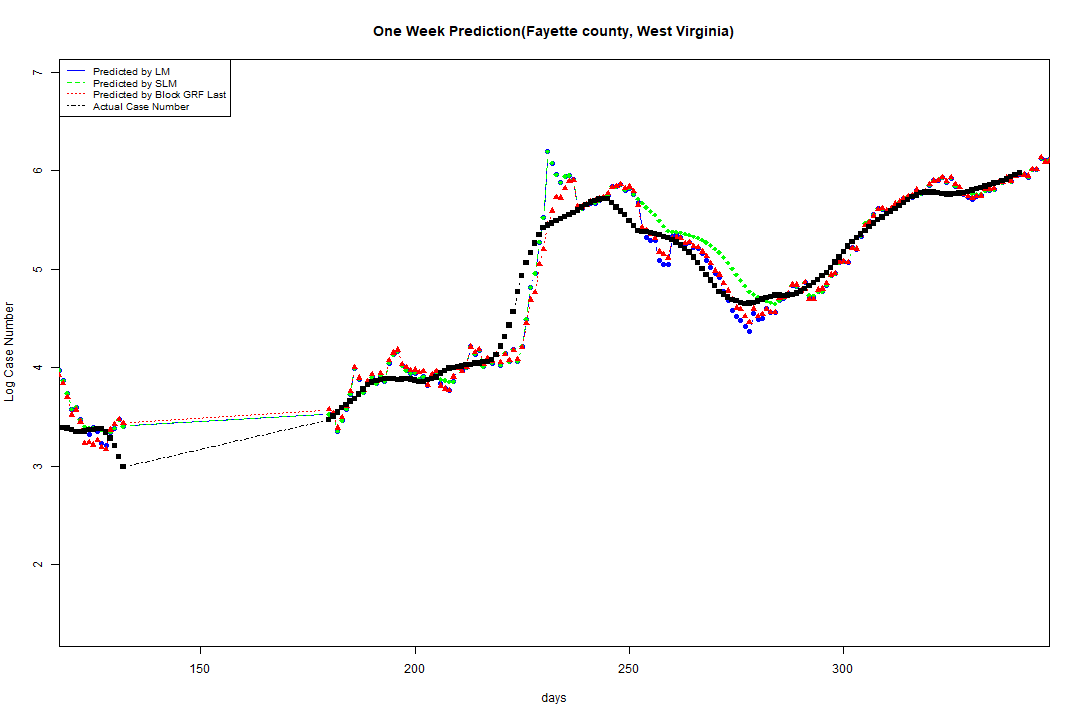 One Week Prediction(Fayette county, West Virginia)
7
Predicted by LM
Predicted by SLM
Predicted by Block GRF Last
Actual Case Number
6
5
4
3
2
Log Case Number
150 200 250 300
days